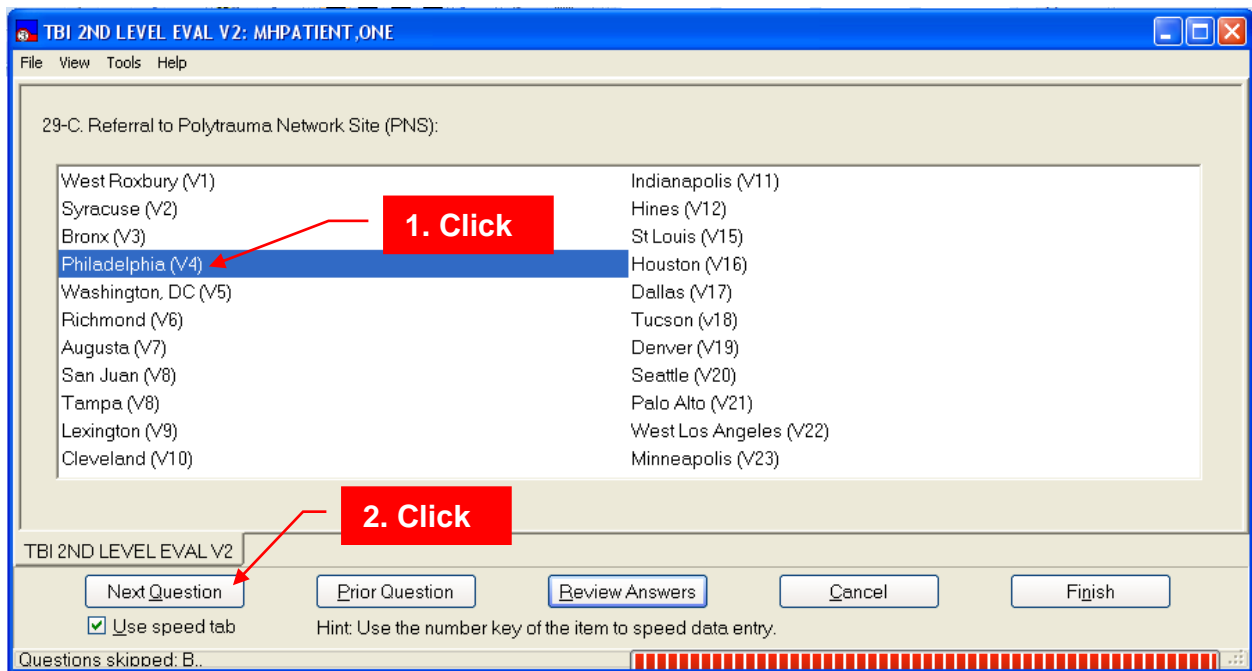 TBI 2ND LEVEL EVAL V2: MHPATIENT,ONE
File View Tools Help
29-C. Referral to Polytrauma Network Site (PNS):
West Roxbury (V1)
Syracuse (V2)
Bronx (V3)
Philadelphia (V4)
Washington, DC (V5)
Richmond (V6)
Augusta (V7)
San Juan (V8)
Tampa (V8)
Lexington (V9)
Cleveland (V10)
Indianapolis (V11)
Hines (V12)
St Louis (V15)
Houston (V16)
Dallas (V17)
Tucson (v18)
Denver (V19)
Seattle (V20)
Palo Alto (V21)
West Los Angeles (V22)
Minneapolis (V23)
1. Click
2. Click
TBI 2ND LEVEL EVAL V2
Next Question Prior Question Review Answers Cancel Finish
Use speed tab Hint: Use the number key of the item to speed data entry.
Questions skipped: B..